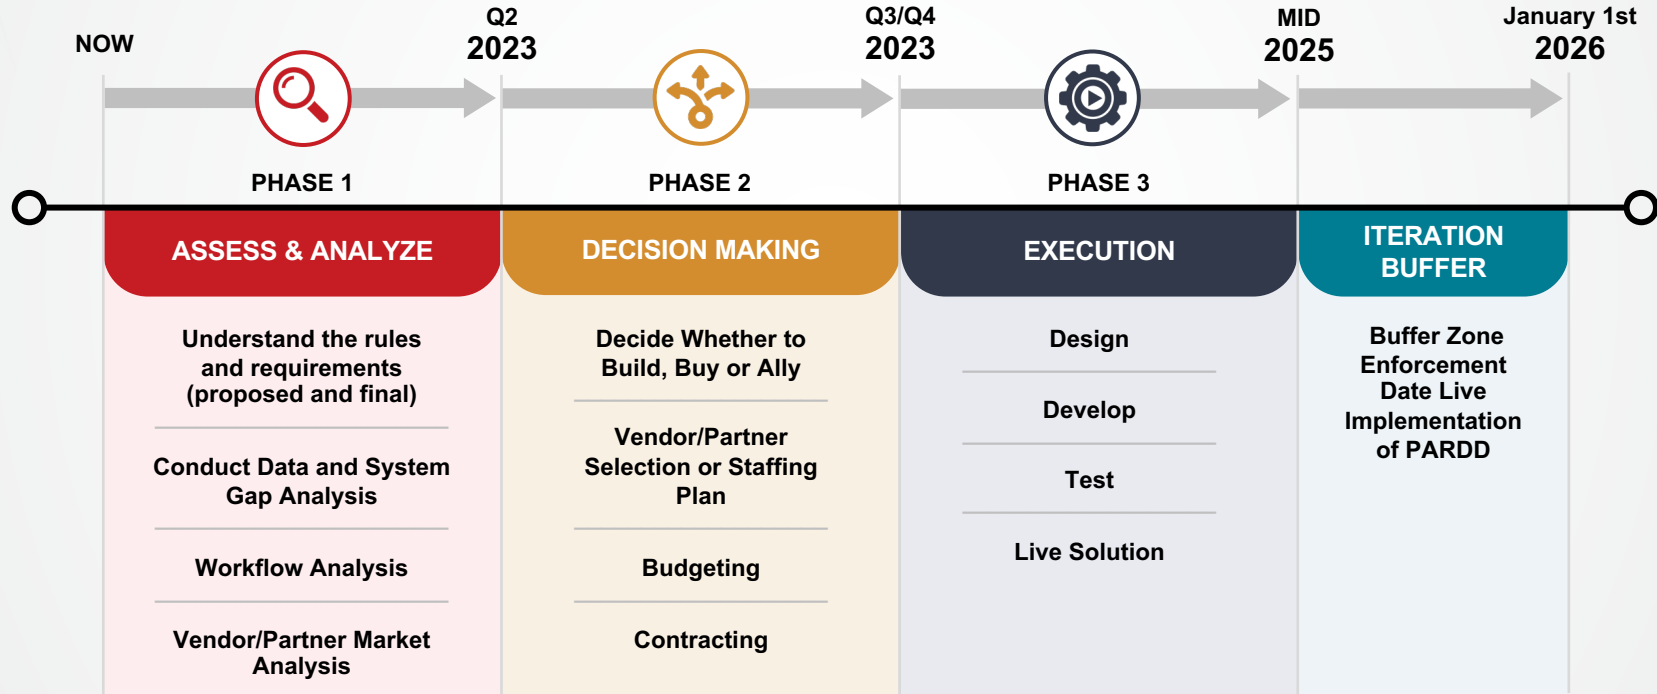 NOW
Q2
2023
Q3/Q4
2023
MID
2025
January 1st
2026
PHASE 1
PHASE 2
PHASE 3
ASSESS & ANALYZE
Understand the rules
and requirements
(proposed and final)
Conduct Data and System
Gap Analysis
Workflow Analysis
Vendor/Partner Market
Analysis
DECISION MAKING
Decide Whether to
Build, Buy or Ally
Vendor/Partner
Selection or Staffing
Plan
Budgeting
Contracting
EXECUTION
Design
Develop
Test
Live Solution
ITERATION
BUFFER
Buffer Zone
Enforcement
Date Live
Implementation
of PARDD